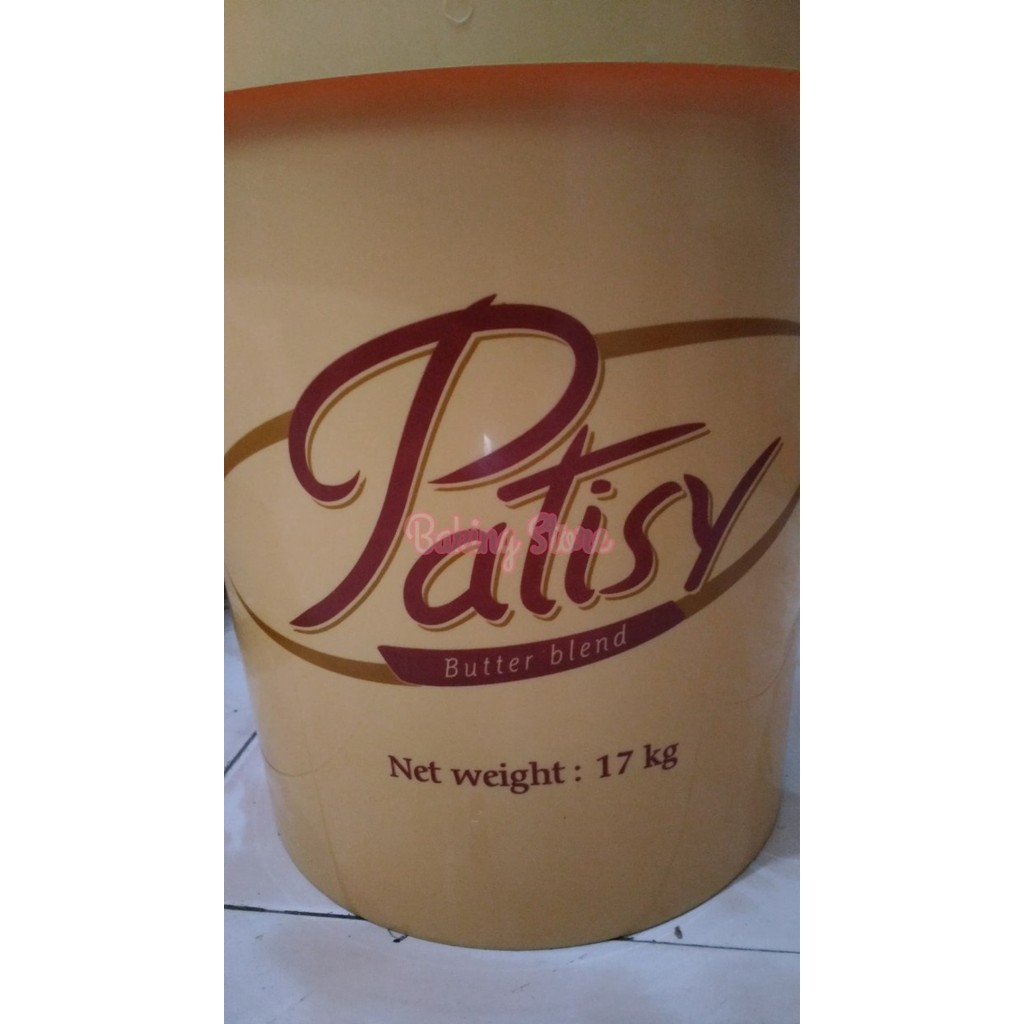 Patisy
Baking Store
Butter blend
Net weight : 17 kg